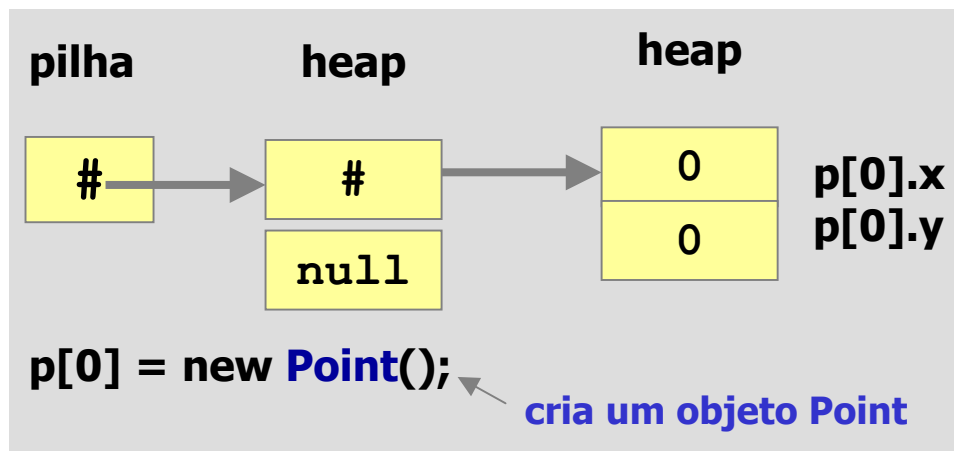 pilha heap heap
# # 0 p[0].x
null 0 p[0].y
p[0] = new Point();
cria um objeto Point